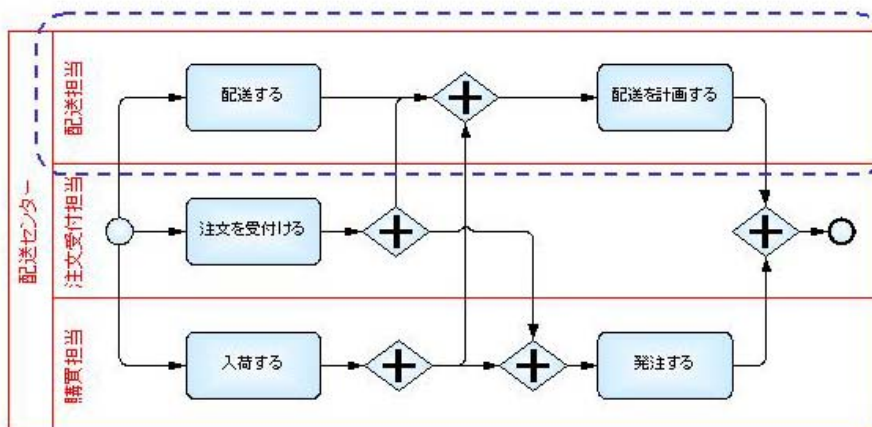 配送センター
配送担当
配送する
配送を計画する
注文受付担当
注文を受付ける
購買担当
入荷する
発注する